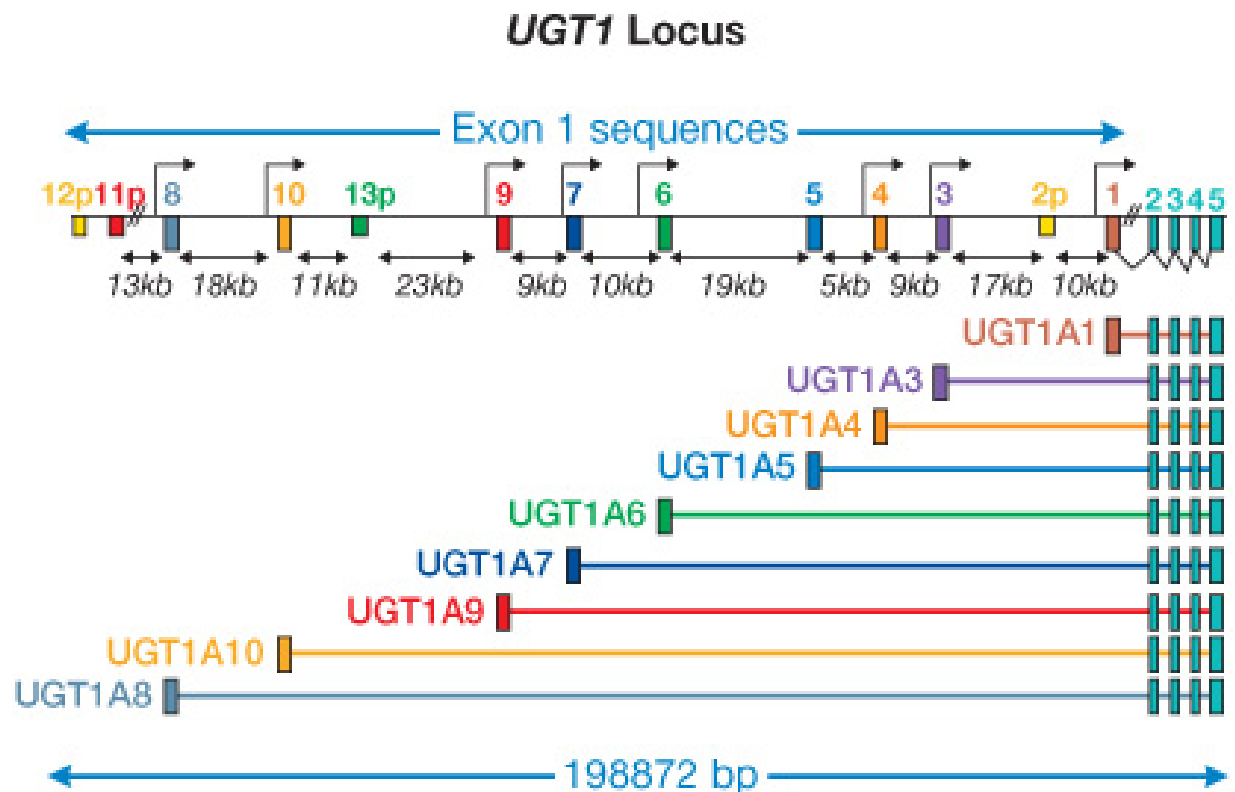 UGT1 Locus
Exon 1 sequences
12p 11p 8 10 13p 9 7 6 5 4 3 2p 1 2 3 4 5
13kb 18kb 11kb 23kb 9kb 10kb 19kb 5kb 9kb 17kb 10kb
UGT1A1
UGT1A3
UGT1A4
UGT1A5
UGT1A6
UGT1A7
UGT1A9
UGT1A10
UGT1A8
198872 bp